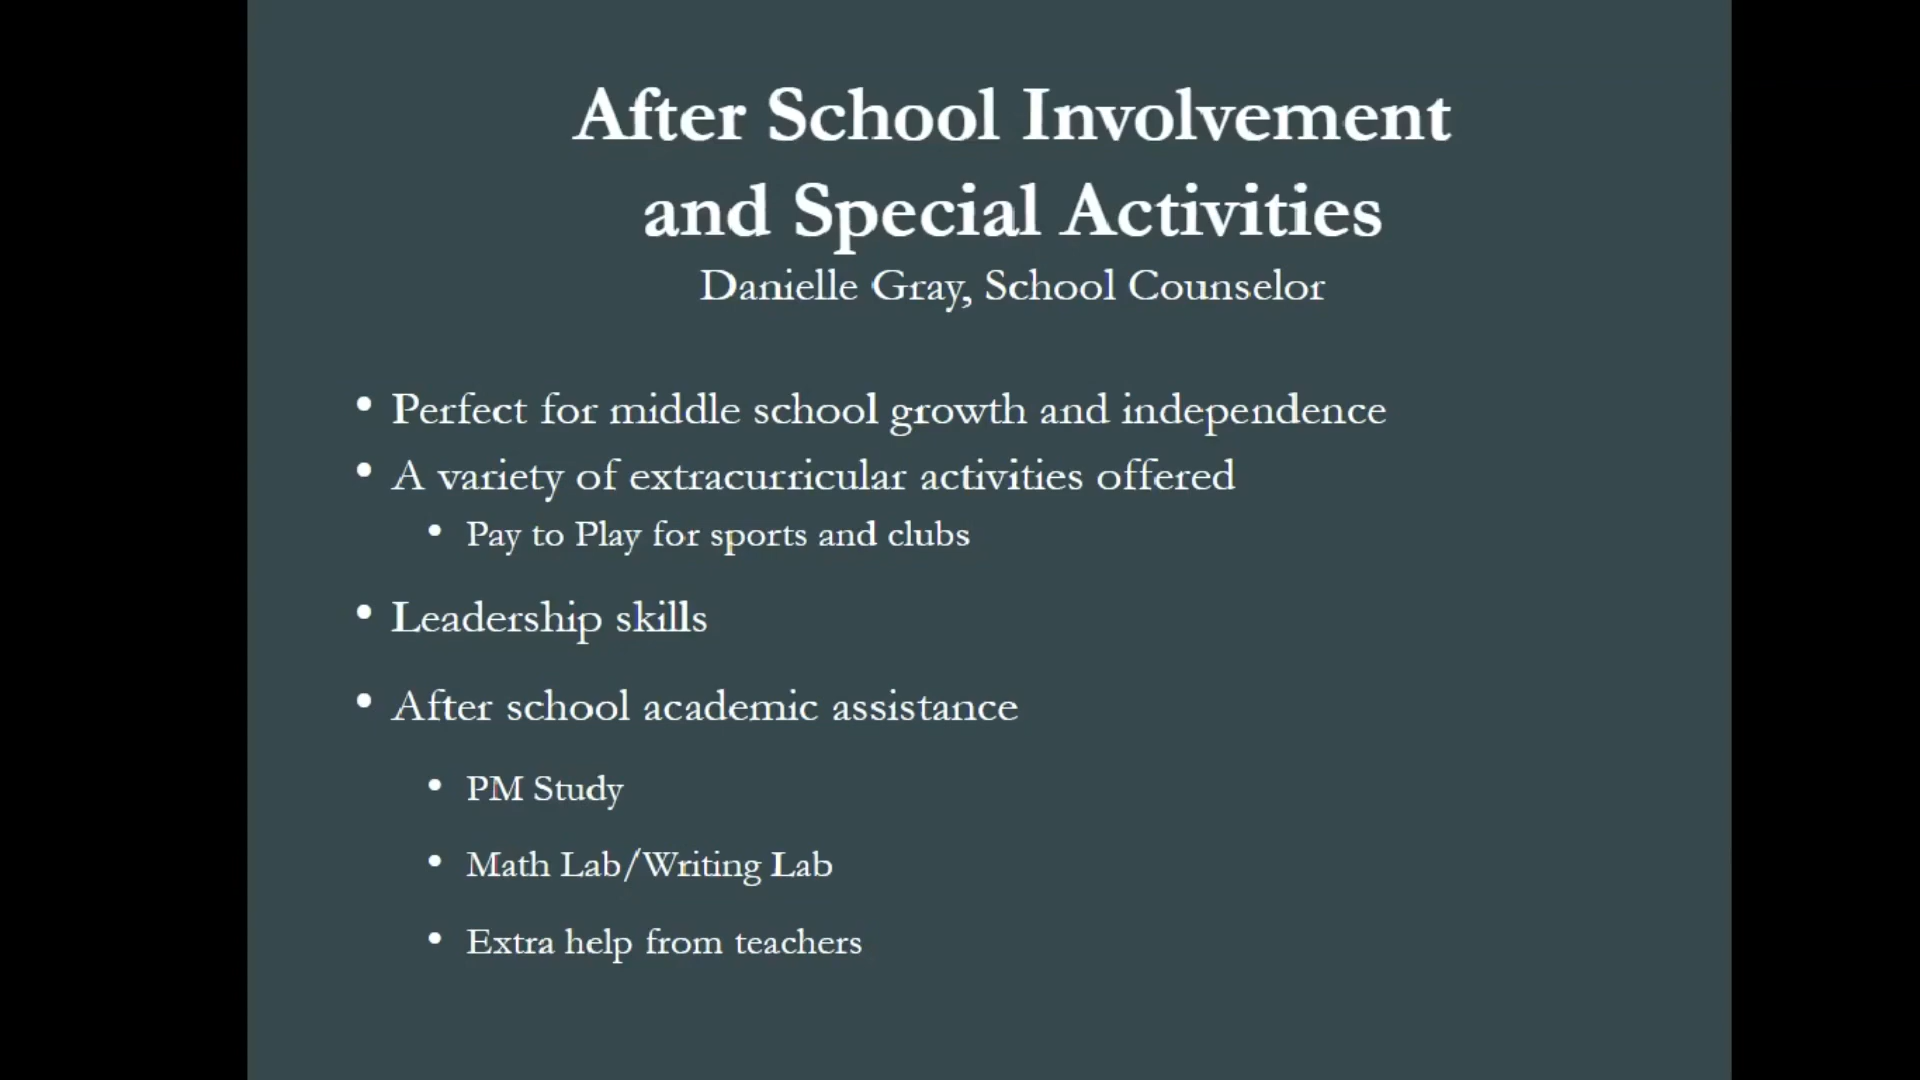 After School Involvement
and Special Activities
Danielle Gray, School Counselor
• Perfect for middle school growth and independence
• A variety of extracurricular activities offered
• Pay to Play for sports and clubs
• Leadership skills
• After school academic assistance
• PM Study
• Math Lab/Writing Lab
• Extra help from teachers